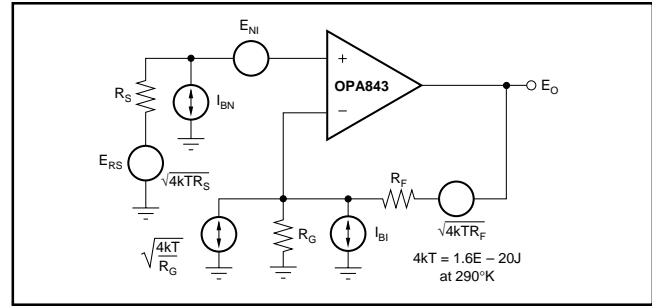 E_NI
+
OPA843
−
E_O
R_S
I_BN
E_RS
√4kTR_S
R_F
√4kTR_F
√4kT/R_G
R_G
I_BI
4kT = 1.6E – 20J
at 290°K